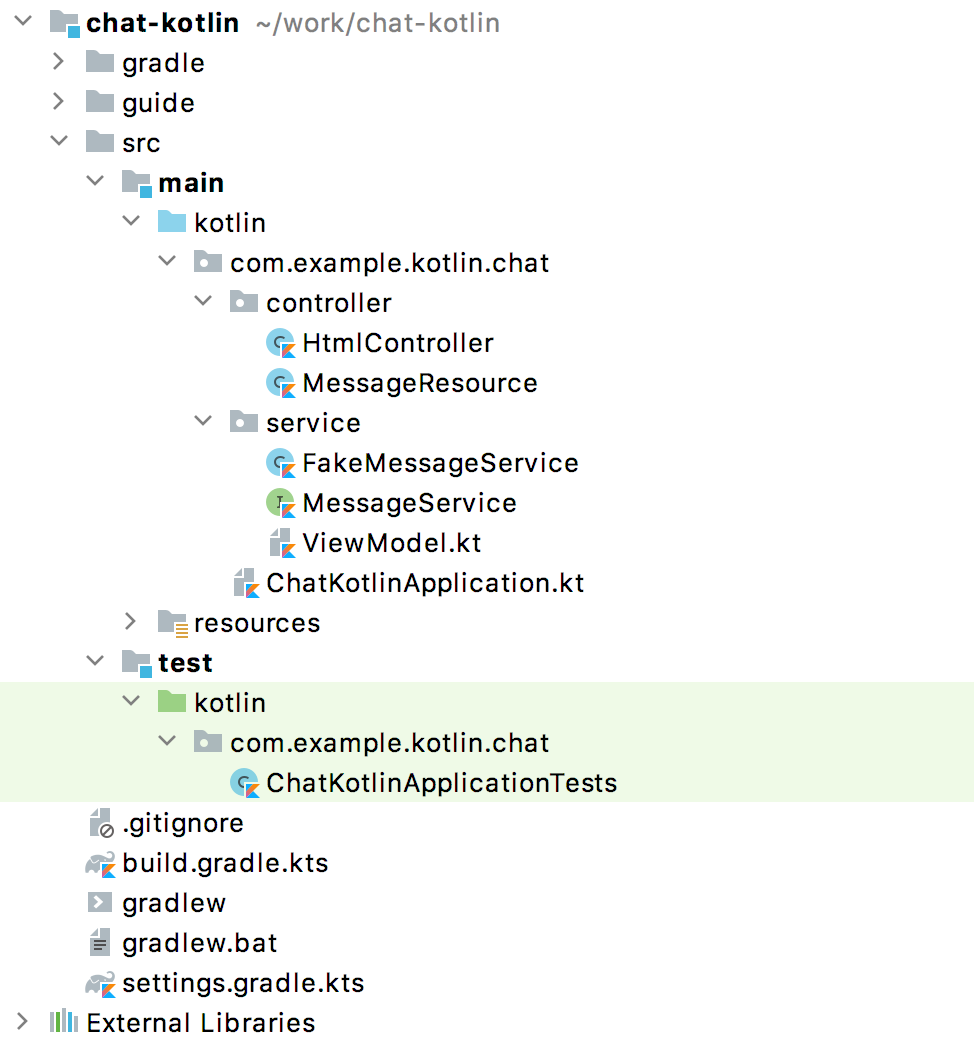 chat-kotlin ~/work/chat-kotlin
gradle
guide
src
main
kotlin
com.example.kotlin.chat
controller
HtmlController
MessageResource
service
FakeMessageService
MessageService
ViewModel.kt
ChatKotlinApplication.kt
resources
test
kotlin
com.example.kotlin.chat
ChatKotlinApplicationTests
.gitignore
build.gradle.kts
gradlew
gradlew.bat
settings.gradle.kts
External Libraries